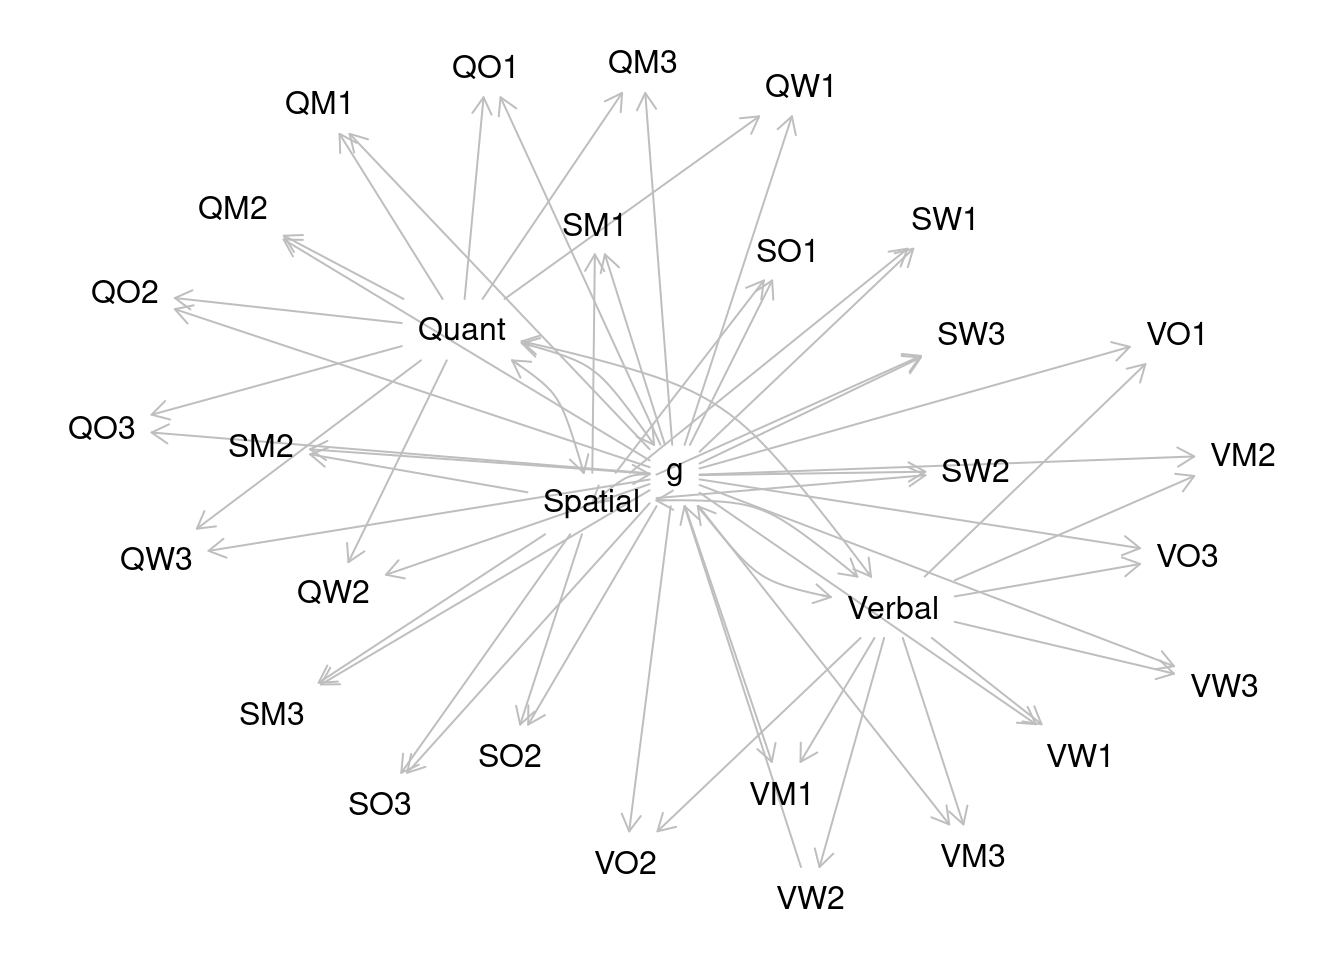 QO1
QM3
QW1
QM1
QM2
SM1
SW1
SO1
QO2
Quant
SW3
VO1
QO3
SM2
g
SW2
VM2
Spatial
QW3
VO3
QW2
Verbal
VW3
SM3
SO2
VW1
VM1
SO3
VO2
VM3
VW2